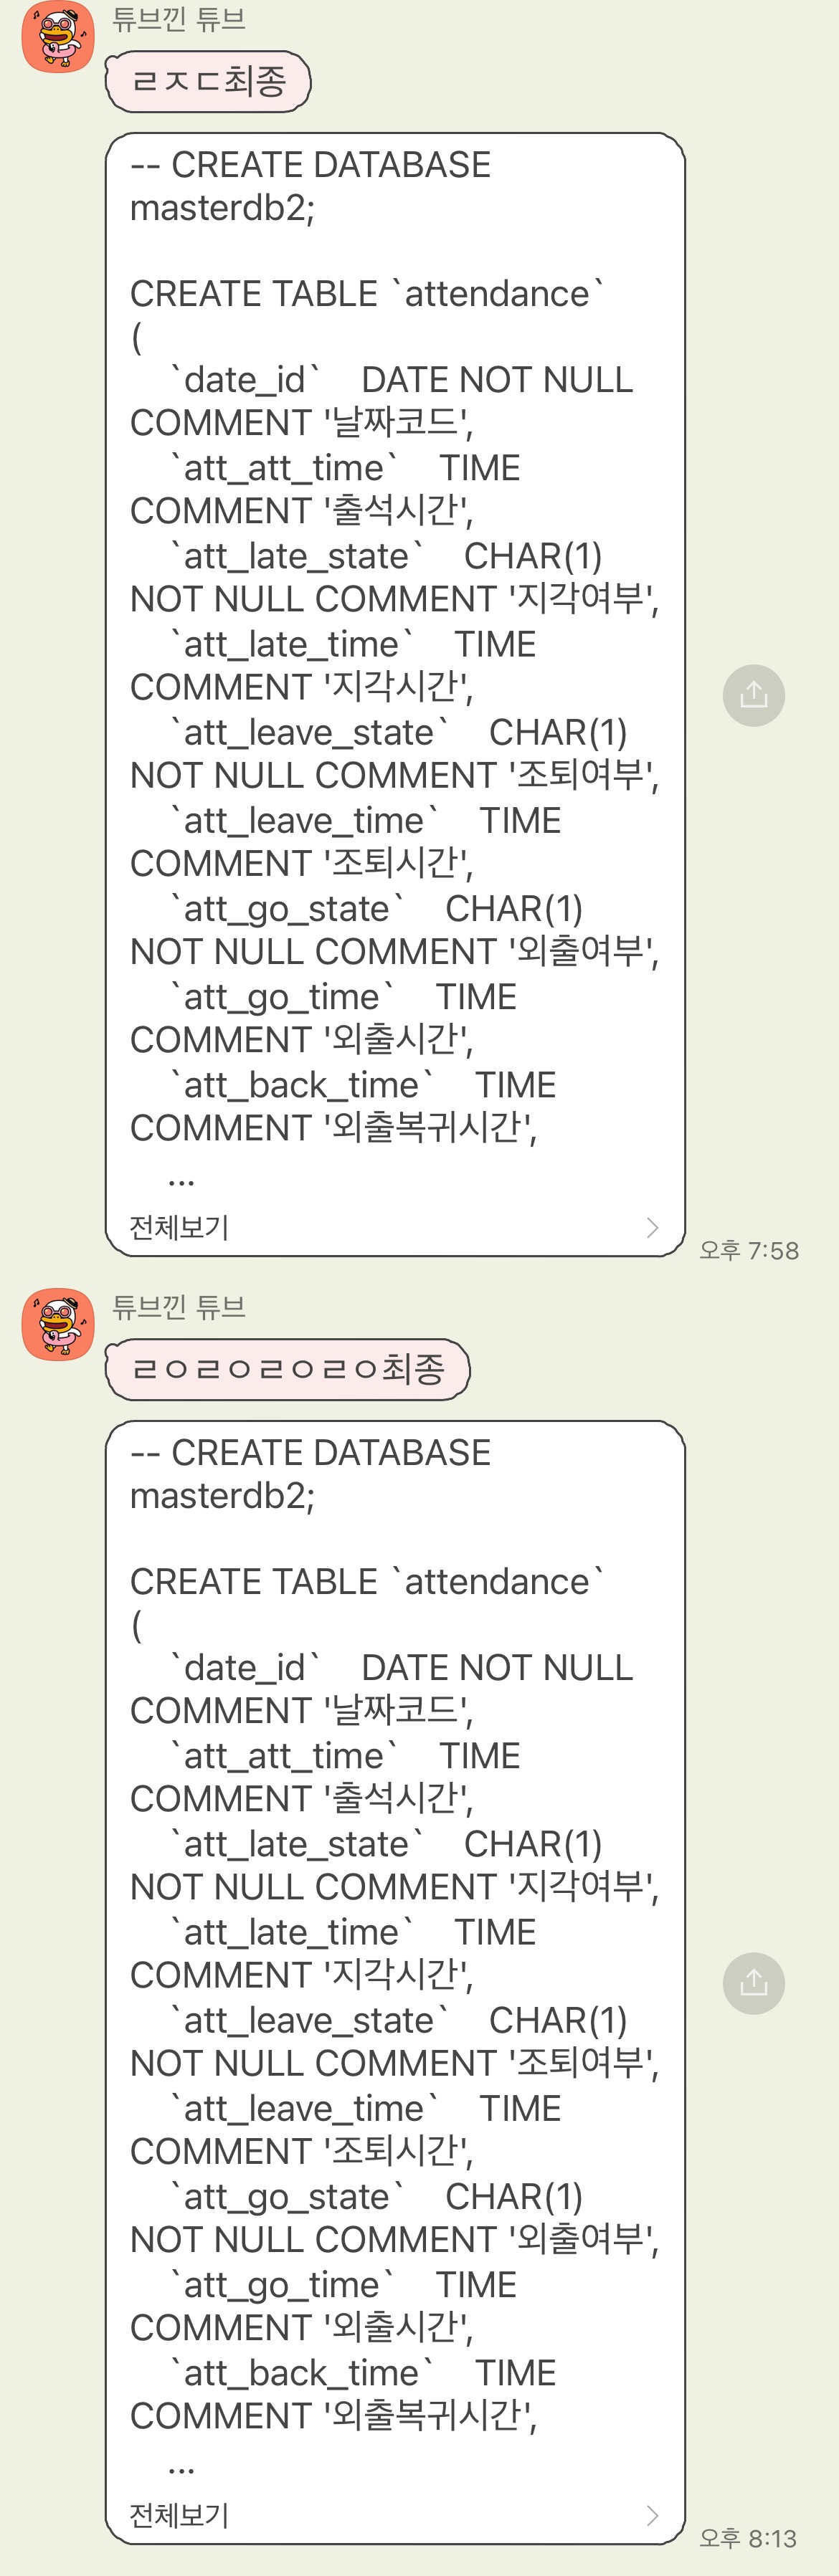 튜브낀 튜브
ㄹㅈㄷ최종
-- CREATE DATABASE
masterdb2;
CREATE TABLE `attendance`
(
`date_id` DATE NOT NULL
COMMENT '날짜코드',
`att_att_time` TIME
COMMENT '출석시간',
`att_late_state` CHAR(1)
NOT NULL COMMENT '지각여부',
`att_late_time` TIME
COMMENT '지각시간',
`att_leave_state` CHAR(1)
NOT NULL COMMENT '조퇴여부',
`att_leave_time` TIME
COMMENT '조퇴시간',
`att_go_state` CHAR(1)
NOT NULL COMMENT '외출여부',
`att_go_time` TIME
COMMENT '외출시간',
`att_back_time` TIME
COMMENT '외출복귀시간',
...
전체보기
오후 7:58
튜브낀 튜브
ㄹㅇㄹㅇㄹㅇㄹㅇ최종
-- CREATE DATABASE
masterdb2;
CREATE TABLE `attendance`
(
`date_id` DATE NOT NULL
COMMENT '날짜코드',
`att_att_time` TIME
COMMENT '출석시간',
`att_late_state` CHAR(1)
NOT NULL COMMENT '지각여부',
`att_late_time` TIME
COMMENT '지각시간',
`att_leave_state` CHAR(1)
NOT NULL COMMENT '조퇴여부',
`att_leave_time` TIME
COMMENT '조퇴시간',
`att_go_state` CHAR(1)
NOT NULL COMMENT '외출여부',
`att_go_time` TIME
COMMENT '외출시간',
`att_back_time` TIME
COMMENT '외출복귀시간',
...
전체보기
오후 8:13